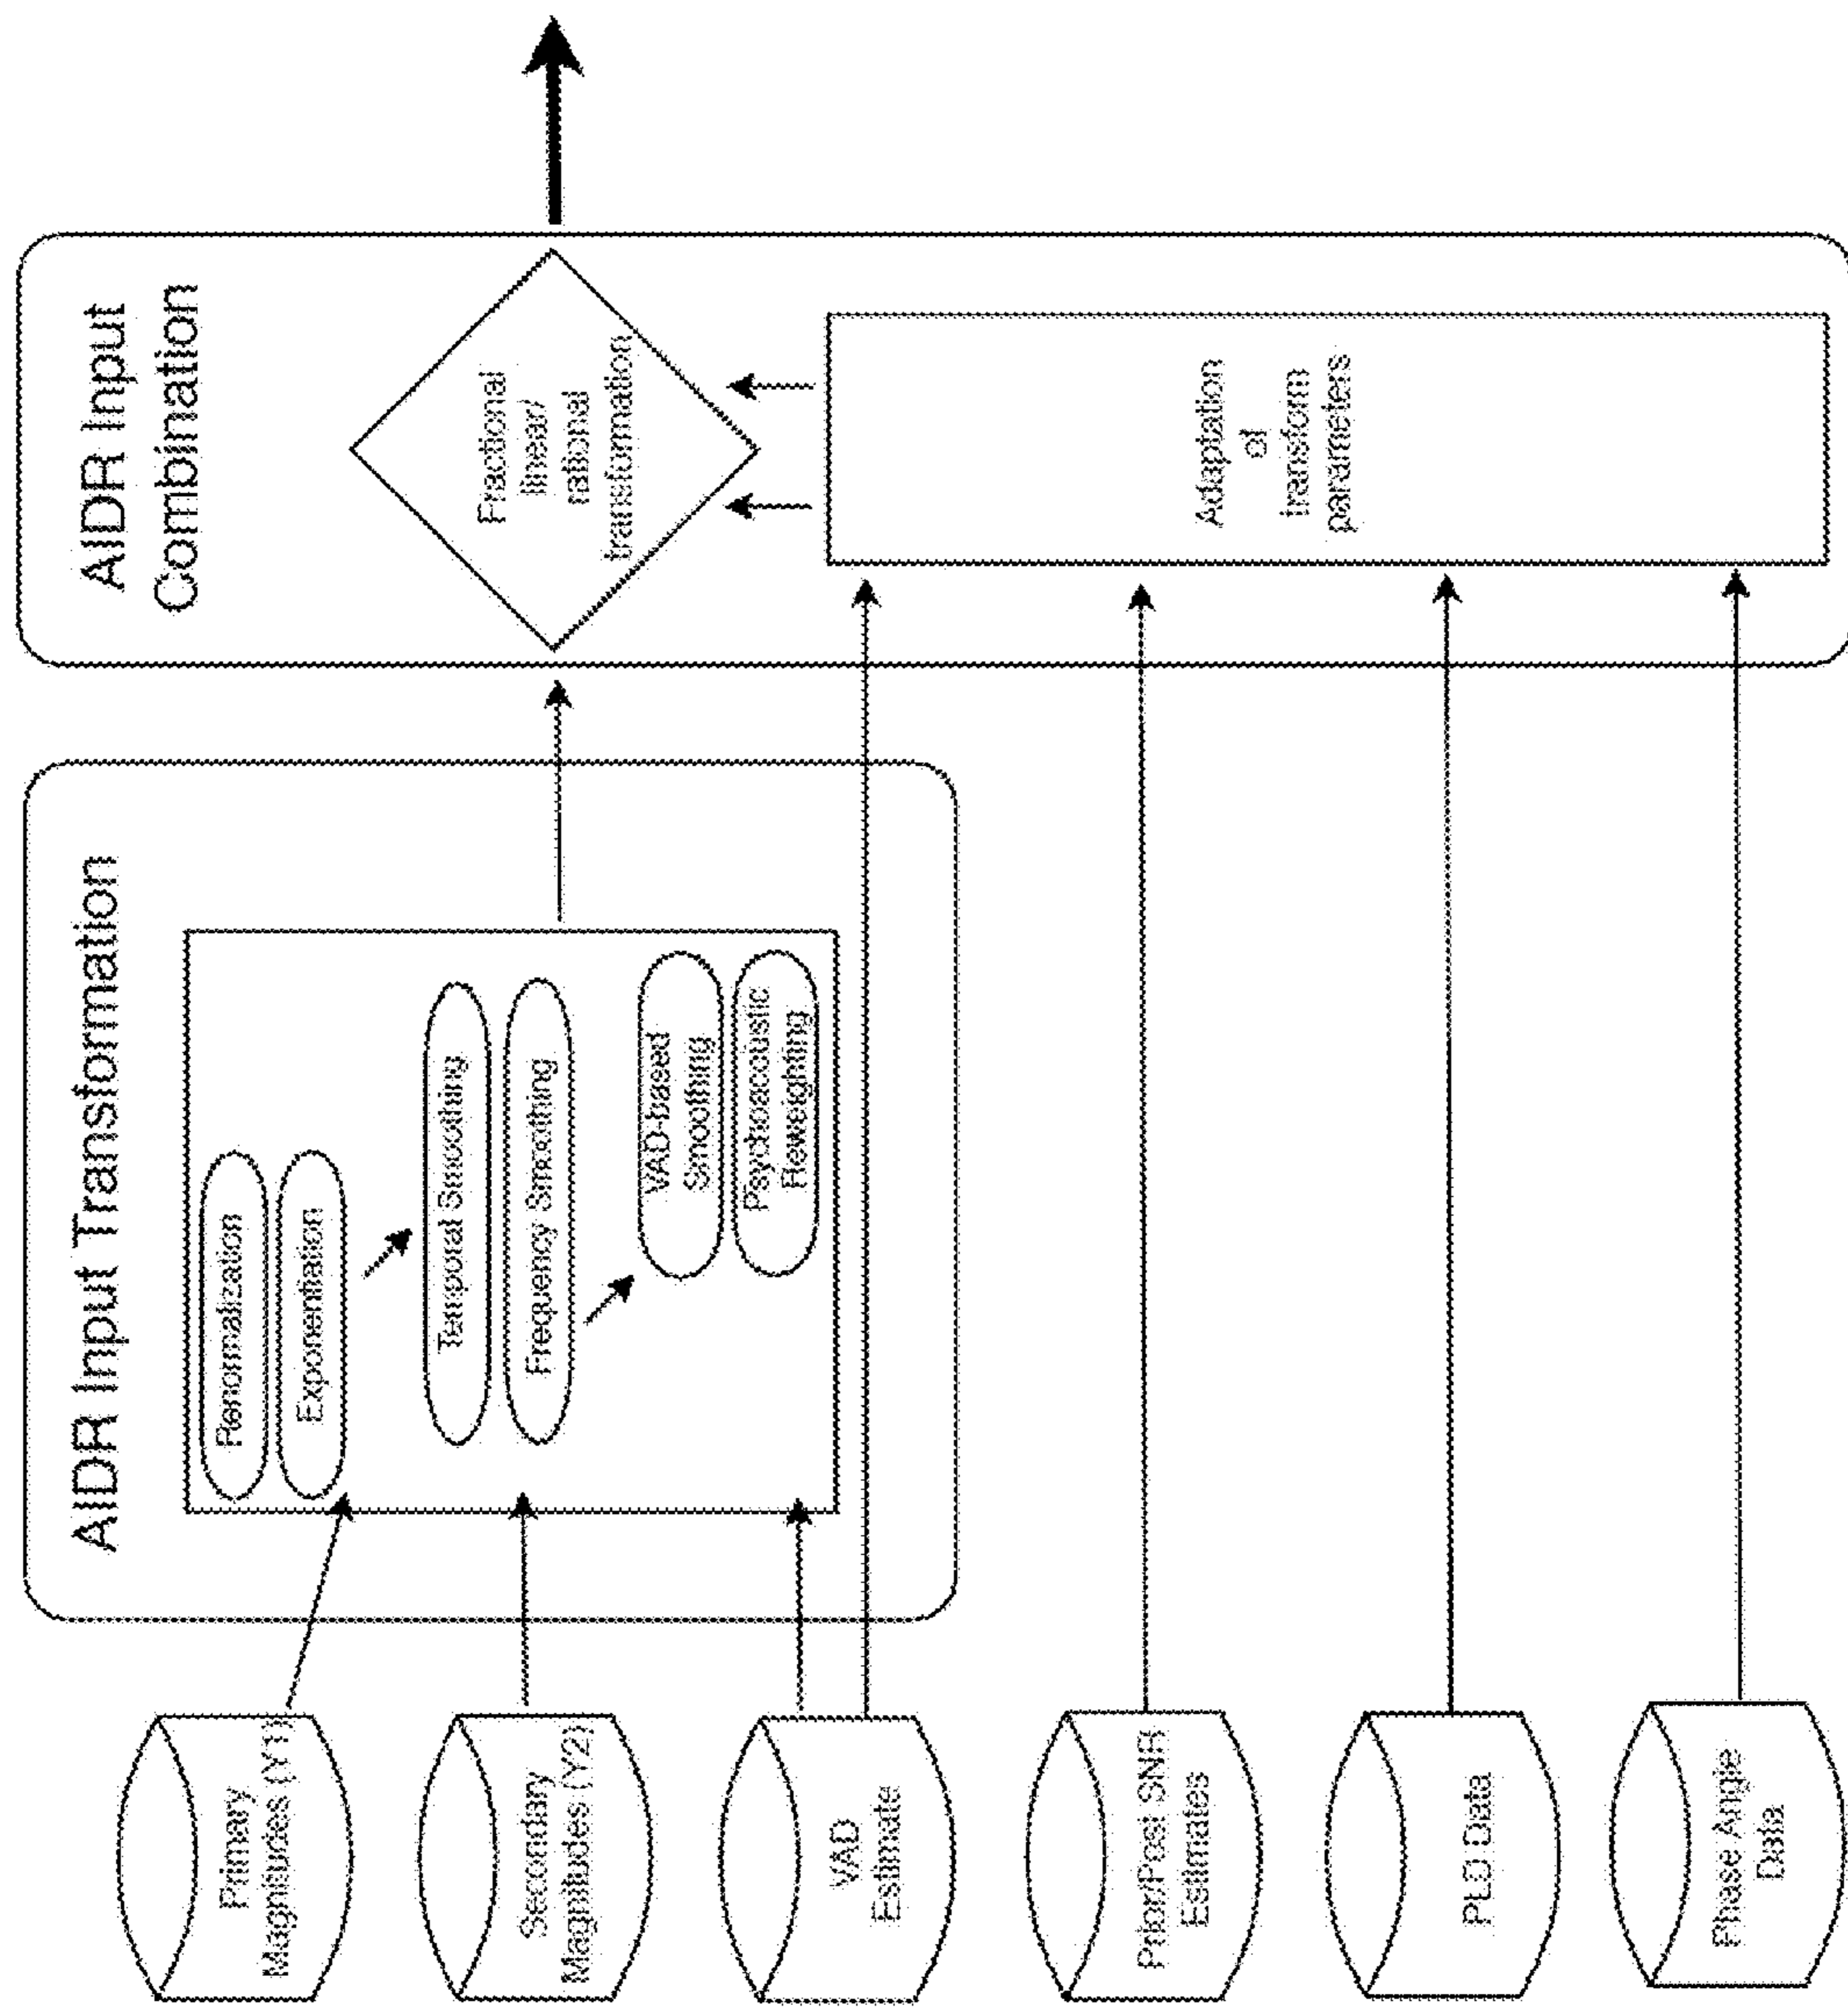 AIDR Input Transformation
AIDR Input
Combination
Primary
Magnitudes (Y1)
Secondary
Magnitudes (Y2)
VAD
Estimate
Prior/Post SNR
Estimates
PLD Data
Phase Angle
Data
Renormalization
Exponentiation
Temporal Smoothing
Frequency Smoothing
VAD-based
Smoothing
Psychoacoustic
Reweighting
Fractional
linear/
rational
transformation
Adaptation
of
transform
parameters